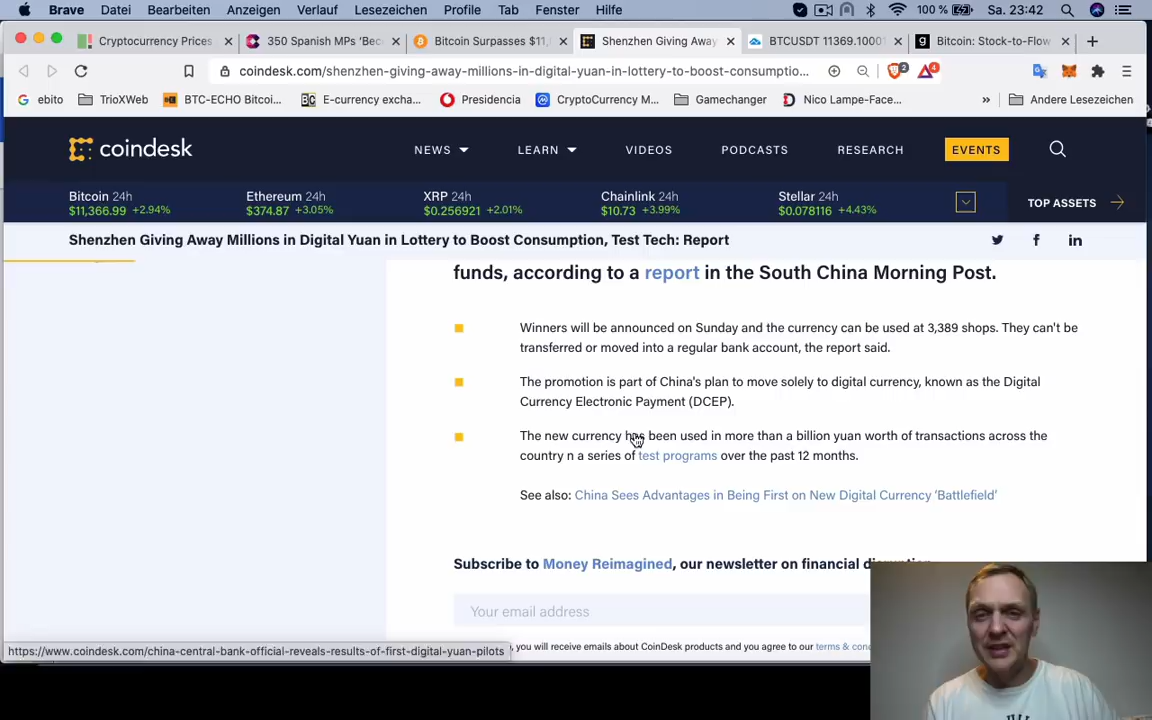 Brave Datei Bearbeiten Anzeigen Verlauf Lesezeichen Profile Tab Fenster Hilfe 100 % Sa. 23:42
Cryptocurrency Prices 350 Spanish MPs 'Bec Bitcoin Surpasses $11, Shenzhen Giving Away BTCUSDT 11369.1000 Bitcoin: Stock-to-Flow
coindesk.com/shenzhen-giving-away-millions-in-digital-yuan-in-lottery-to-boost-consumptio... 2 4
ebito TrioXWeb BTC-ECHO Bitcoi... E-currency excha... Presidencia CryptoCurrency M... Gamechanger Nico Lampe-Face... » Andere Lesezeichen
coindesk NEWS LEARN VIDEOS PODCASTS RESEARCH EVENTS
Bitcoin 24h Ethereum 24h XRP 24h Chainlink 24h Stellar 24h
$11,366.99 +2.94% $374.87 +3.05% $0.256921 +2.01% $10.73 +3.99% $0.078116 +4.43% TOP ASSETS
Shenzhen Giving Away Millions in Digital Yuan in Lottery to Boost Consumption, Test Tech: Report
funds, according to a report in the South China Morning Post.
Winners will be announced on Sunday and the currency can be used at 3,389 shops. They can't be
transferred or moved into a regular bank account, the report said.
The promotion is part of China's plan to move solely to digital currency, known as the Digital
Currency Electronic Payment (DCEP).
The new currency has been used in more than a billion yuan worth of transactions across the
country n a series of test programs over the past 12 months.
See also: China Sees Advantages in Being First on New Digital Currency 'Battlefield'
Subscribe to Money Reimagined, our newsletter on financial disruption.
Your email address
https://www.coindesk.com/china-central-bank-official-reveals-results-of-first-digital-yuan-pilots , you will receive emails about CoinDesk products and you agree to our terms & con